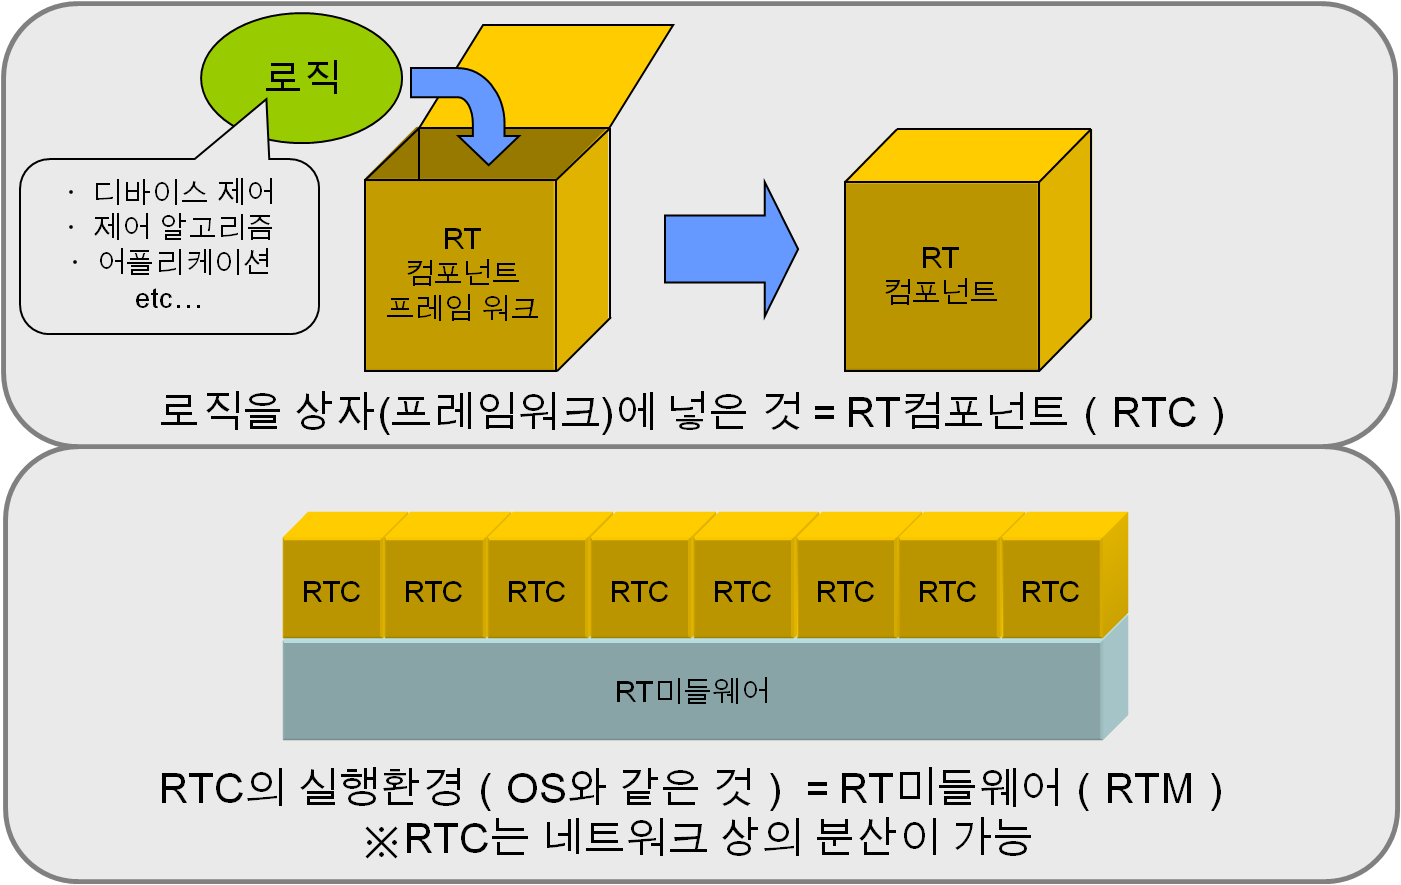 로직
· 디바이스 제어
· 제어 알고리즘
· 어플리케이션
etc…
RT
컴포넌트
프레임 워크
RT
컴포넌트
로직을 상자(프레임워크)에 넣은 것 = RT컴포넌트 ( RTC )
RTC RTC RTC RTC RTC RTC RTC RTC
RT미들웨어
RTC의 실행환경 ( OS와 같은 것 ) = RT미들웨어 ( RTM )
※RTC는 네트워크 상의 분산이 가능